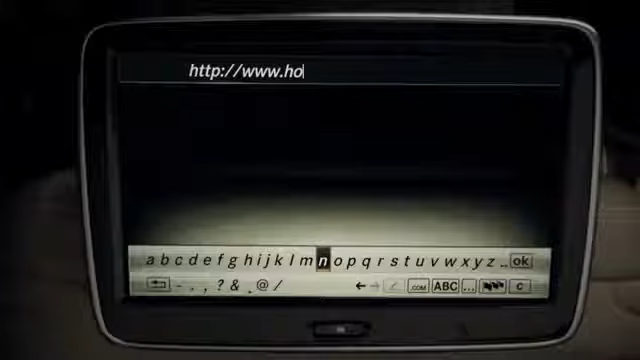 http://www.ho
a b c d e f g h i j k l m n o p q r s t u v w x y z _ ok
- . , ? & _ @ / .COM ABC ... C